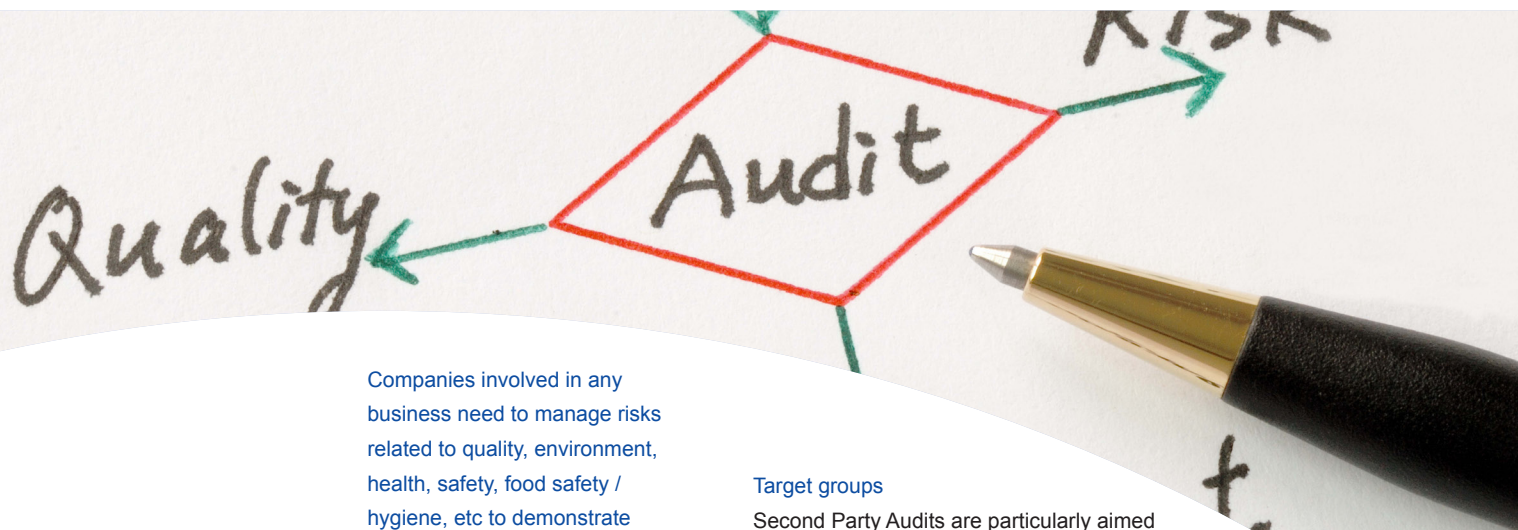 Risk
Audit
Quality
Companies involved in any
business need to manage risks
related to quality, environment,
health, safety, food safety /
hygiene, etc to demonstrate
Target groups
Second Party Audits are particularly aimed